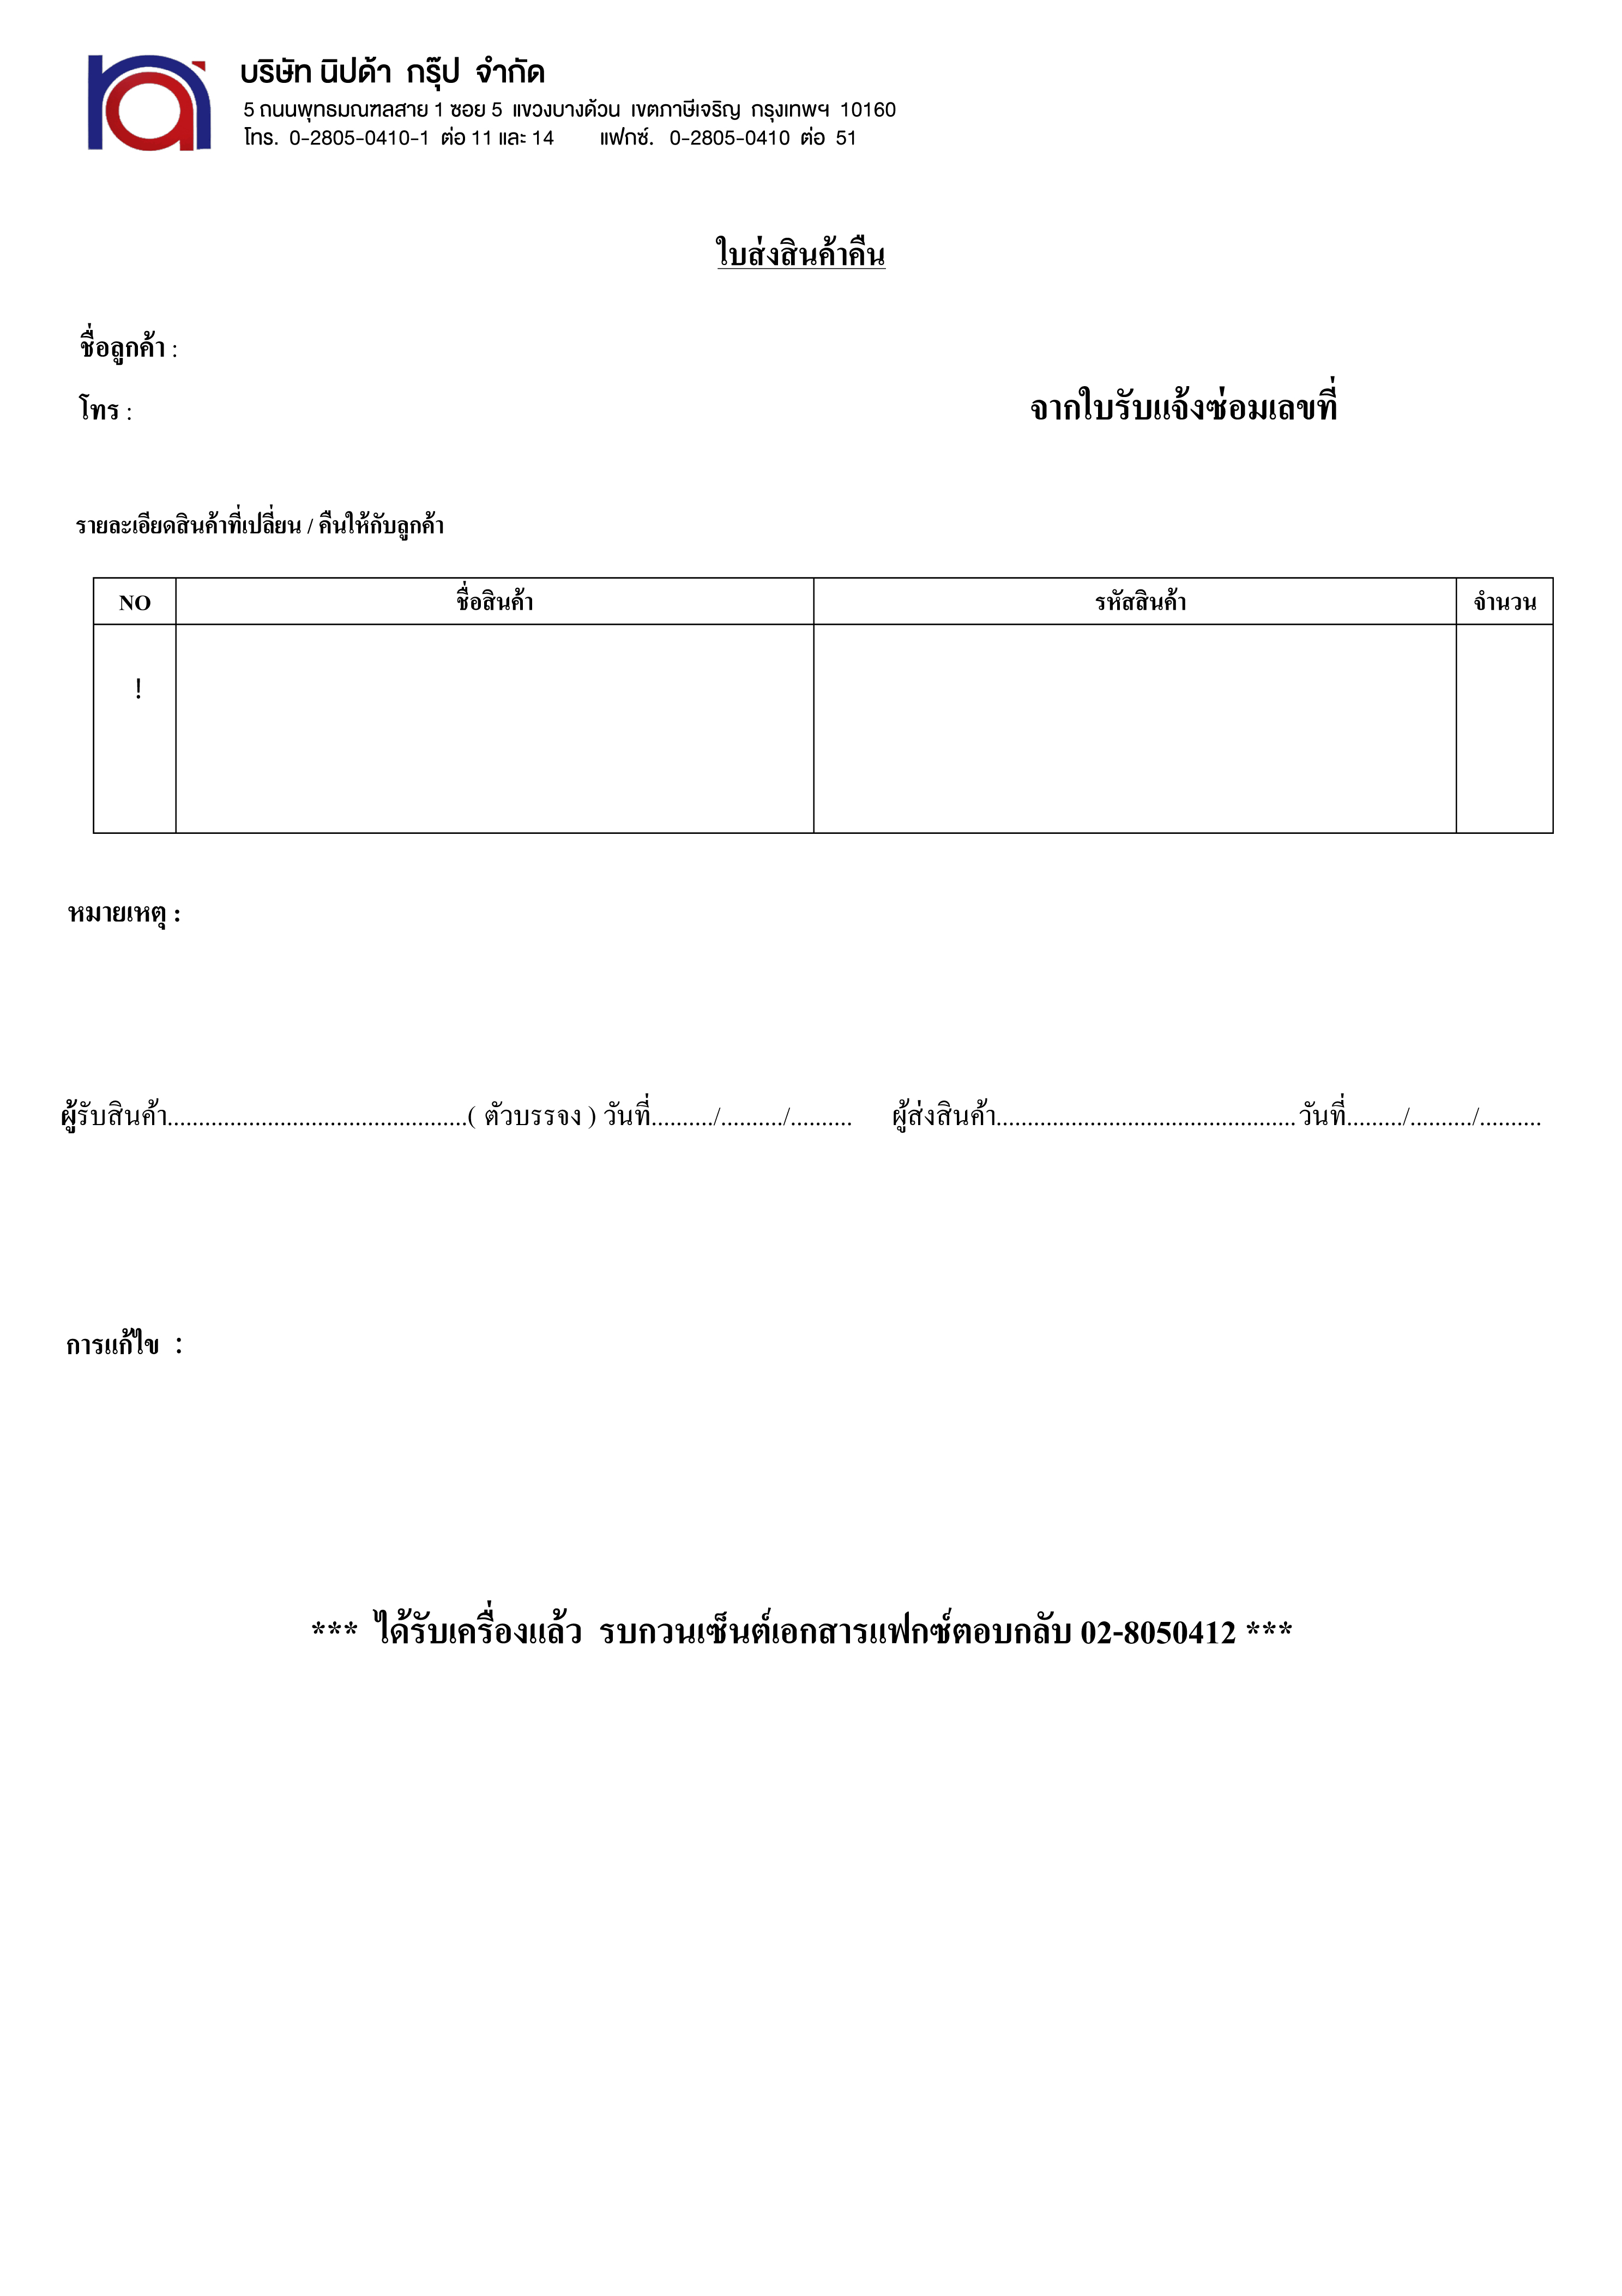 บริษัท นิปด้า กรุ๊ป จำกัด
5 ถนนพุทธมณฑลสาย 1 ซอย 5 แขวงบางด้วน เขตภาษีเจริญ กรุงเทพฯ 10160
โทร. 0-2805-0410-1 ต่อ 11 และ 14 แฟกซ์. 0-2805-0410 ต่อ 51
ใบส่งสินค้าคืน
ชื่อลูกค้า :
โทร : จากใบรับแจ้งซ่อมเลขที่
รายละเอียดสินค้าที่เปลี่ยน / คืนให้กับลูกค้า
NO ชื่อสินค้า รหัสสินค้า จำนวน
!
หมายเหตุ :
ผู้รับสินค้า................................................( ตัวบรรจง ) วันที่........../........../.......... ผู้ส่งสินค้า................................................ วันที่........./........../..........
การแก้ไข :
*** ได้รับเครื่องแล้ว รบกวนเซ็นต์เอกสารแฟกซ์ตอบกลับ 02-8050412 ***